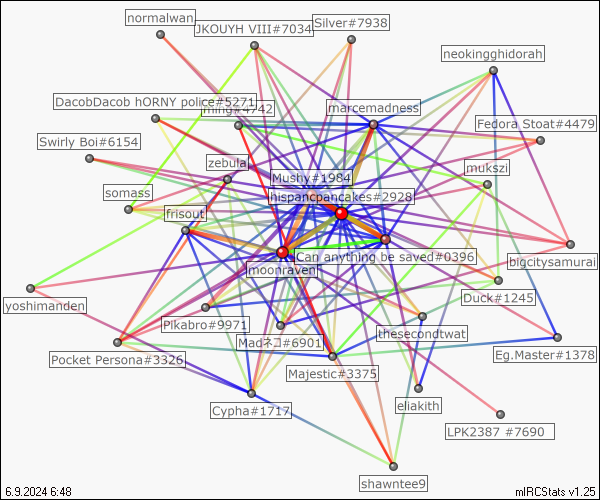 normalwan
JKOUYH VIII#7034
Silver#7938
neokingghidorah
DacobDacob hORNY police#5271
ming#4742
marcemadness
Fedora Stoat#4479
Swirly Boi#6154
zebula
mukszi
Mushy#1984
somass
hispancpancakes#2928
frisout
Can anything be saved#0396
bigcitysamurai
moonraven
yoshimanden
Duck#1245
Pikabro#9971
thesecondtwat
Madネコ#6901
Pocket Persona#3326
Eg.Master#1378
Majestic#3375
Cypha#1717
eliakith
LPK2387 #7690
shawntee9
6.9.2024 6:48
mIRCStats v1.25